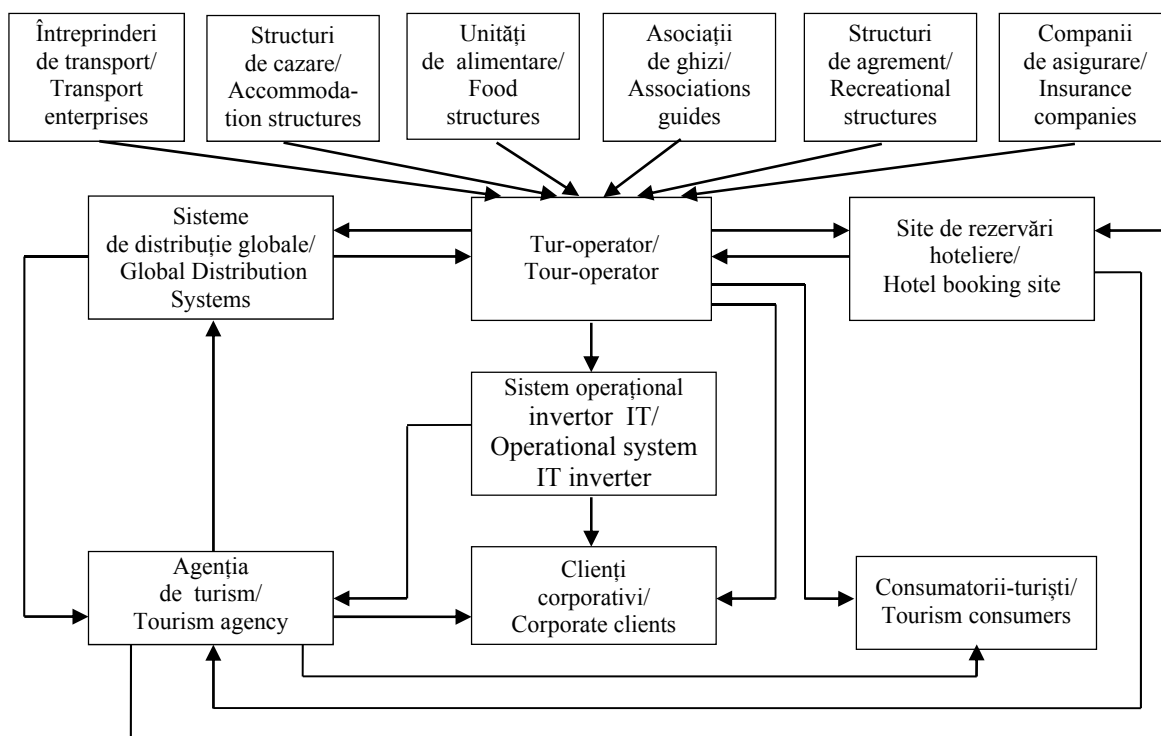 Întreprinderi
de transport/
Transport
enterprises
Structuri
de cazare/
Accommoda-
tion structures
Unități
de alimentare/
Food
structures
Asociații
de ghizi/
Associations
guides
Structuri
de agrement/
Recreational
structures
Companii
de asigurare/
Insurance
companies
Sisteme
de distribuție globale/
Global Distribution
Systems
Tur-operator/
Tour-operator
Site de rezervări
hoteliere/
Hotel booking site
Sistem operațional
invertor IT/
Operational system
IT inverter
Agenția
de turism/
Tourism agency
Clienți
corporativi/
Corporate clients
Consumatorii-turiști/
Tourism consumers